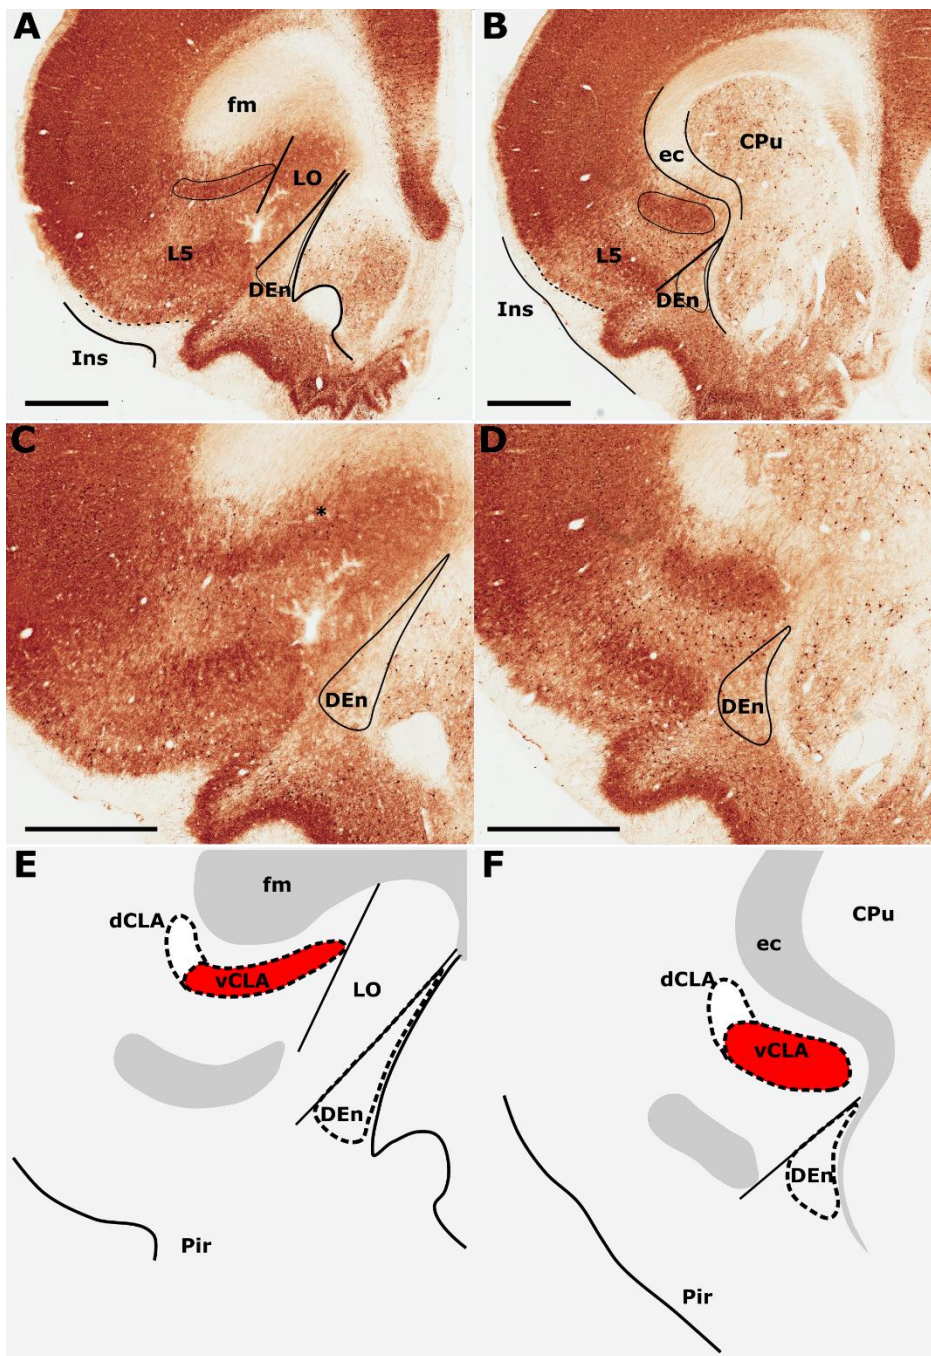 A
fm
LO
L5
DEn
Ins
B
CPu
ec
L5
DEn
Ins
C
*
DEn
D
DEn
E
fm
dCLA
vCLA
LO
DEn
Pir
F
CPu
ec
dCLA
vCLA
DEn
Pir